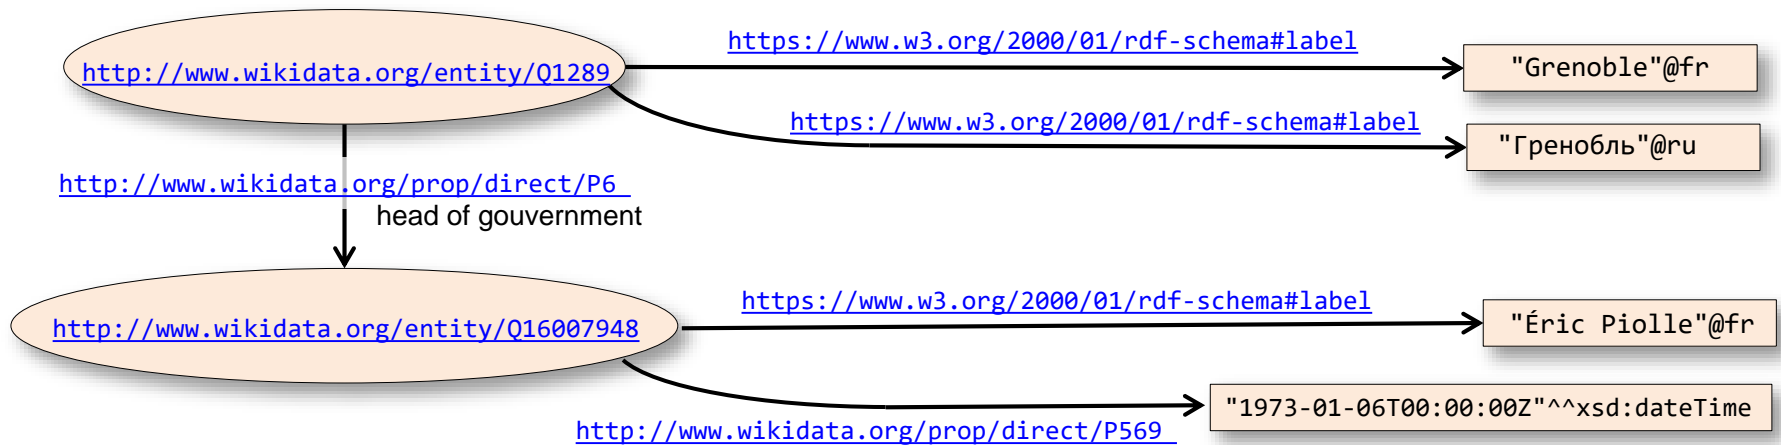 https://www.w3.org/2000/01/rdf-schema#label
http://www.wikidata.org/entity/Q1289
"Grenoble"@fr
https://www.w3.org/2000/01/rdf-schema#label
"Гренобль"@ru
http://www.wikidata.org/prop/direct/P6
head of gouvernment
https://www.w3.org/2000/01/rdf-schema#label
http://www.wikidata.org/entity/Q16007948
"Éric Piolle"@fr
"1973-01-06T00:00:00Z"^^xsd:dateTime
http://www.wikidata.org/prop/direct/P569